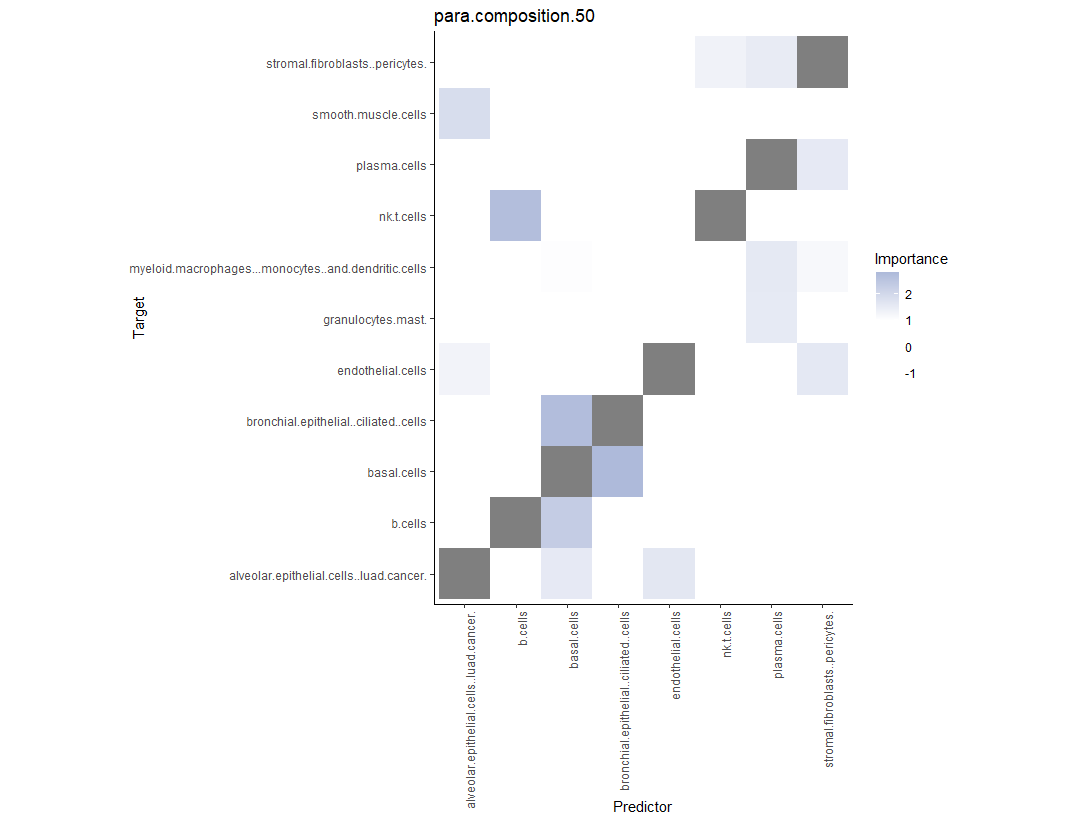 para.composition.50
stromal.fibroblasts..pericytes.
smooth.muscle.cells
plasma.cells
nk.t.cells
myeloid.macrophages...monocytes..and.dendritic.cells
granulocytes.mast.
endothelial.cells
bronchial.epithelial..ciliated..cells
basal.cells
b.cells
alveolar.epithelial.cells..luad.cancer.
Target
alveolar.epithelial.cells..luad.cancer.
b.cells
basal.cells
bronchial.epithelial..ciliated..cells
endothelial.cells
nk.t.cells
plasma.cells
stromal.fibroblasts..pericytes.
Predictor
Importance
2
1
0
-1